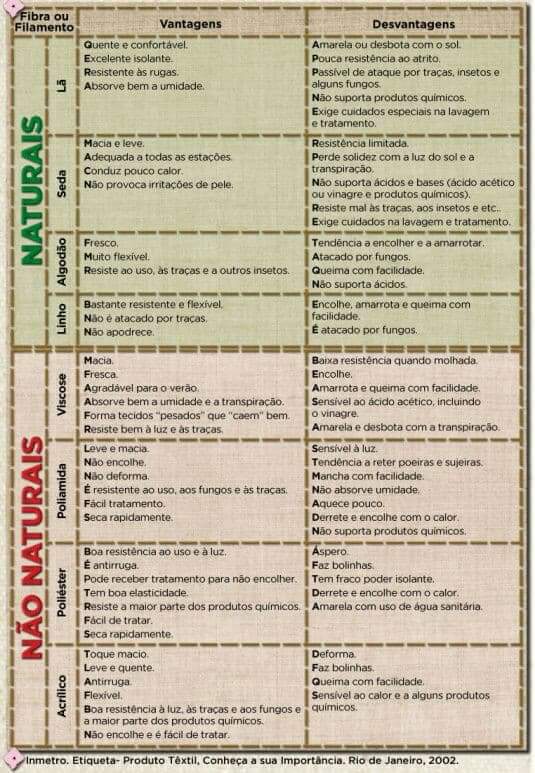 Fibra ou Filamento
Vantagens
Desvantagens
NATURAIS
Lã
Quente e confortável.
Excelente isolante.
Resistente às rugas.
Absorve bem a umidade.
Amarela ou desbota com o sol.
Pouca resistência ao atrito.
Passível de ataque por traças, insetos e
alguns fungos.
Não suporta produtos químicos.
Exige cuidados especiais na lavagem
e tratamento.
Seda
Macia e leve.
Adequada a todas as estações.
Conduz pouco calor.
Não provoca irritações de pele.
Resistência limitada.
Perde solidez com a luz do sol e a
transpiração.
Não suporta ácidos e bases (ácido acético
ou vinagre e produtos químicos).
Resiste mal às traças, aos insetos e etc..
Exige cuidados na lavagem e tratamento.
Algodão
Fresco.
Muito flexível.
Resiste ao uso, às traças e a outros insetos.
Tendência a encolher e a amarrotar.
Atacado por fungos.
Queima com facilidade.
Não suporta ácidos.
Linho
Bastante resistente e flexível.
Não é atacado por traças.
Não apodrece.
Encolhe, amarrota e queima com
facilidade.
É atacado por fungos.
NÃO NATURAIS
Viscose
Macia.
Fresca.
Agradável para o verão.
Absorve bem a umidade e a transpiração.
Forma tecidos “pesados” que “caem” bem.
Resiste bem à luz e às traças.
Baixa resistência quando molhada.
Encolhe.
Amarrota e queima com facilidade.
Sensível ao ácido acético, incluindo
o vinagre.
Amarela e desbota com a transpiração.
Poliamida
Leve e macia.
Não encolhe.
Não deforma.
É resistente ao uso, aos fungos e às traças.
Fácil tratamento.
Seca rapidamente.
Sensível à luz.
Tendência a reter poeiras e sujeiras.
Mancha com facilidade.
Não absorve umidade.
Aquece pouco.
Derrete e encolhe com o calor.
Não suporta produtos químicos.
Poliéster
Boa resistência ao uso e à luz.
É antirruga.
Pode receber tratamento para não encolher.
Tem boa elasticidade.
Resiste a maior parte dos produtos químicos.
Fácil de tratar.
Seca rapidamente.
Áspero.
Faz bolinhas.
Tem fraco poder isolante.
Derrete e encolhe com o calor.
Amarela com uso de água sanitária.
Acrílico
Toque macio.
Leve e quente.
Antirruga.
Flexível.
Boa resistência à luz, às traças e aos fungos e
a maior parte dos produtos químicos.
Não encolhe e é fácil de tratar.
Deforma.
Faz bolinhas.
Queima com facilidade.
Sensível ao calor e a alguns produtos
químicos.
Inmetro. Etiqueta- Produto Têxtil, Conheça a sua Importância. Rio de Janeiro, 2002.